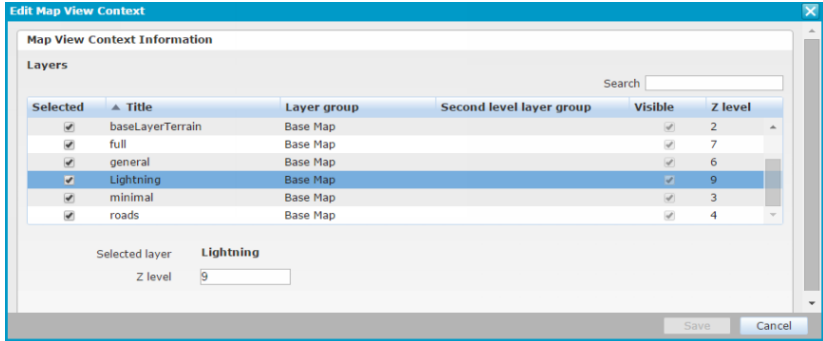 Edit Map View Context
Map View Context Information
Layers
Search
Selected Title Layer group Second level layer group Visible Z level
baseLayerTerrain Base Map 2
full Base Map 7
general Base Map 6
Lightning Base Map 9
minimal Base Map 3
roads Base Map 4
Selected layer Lightning
Z level 9
Save Cancel